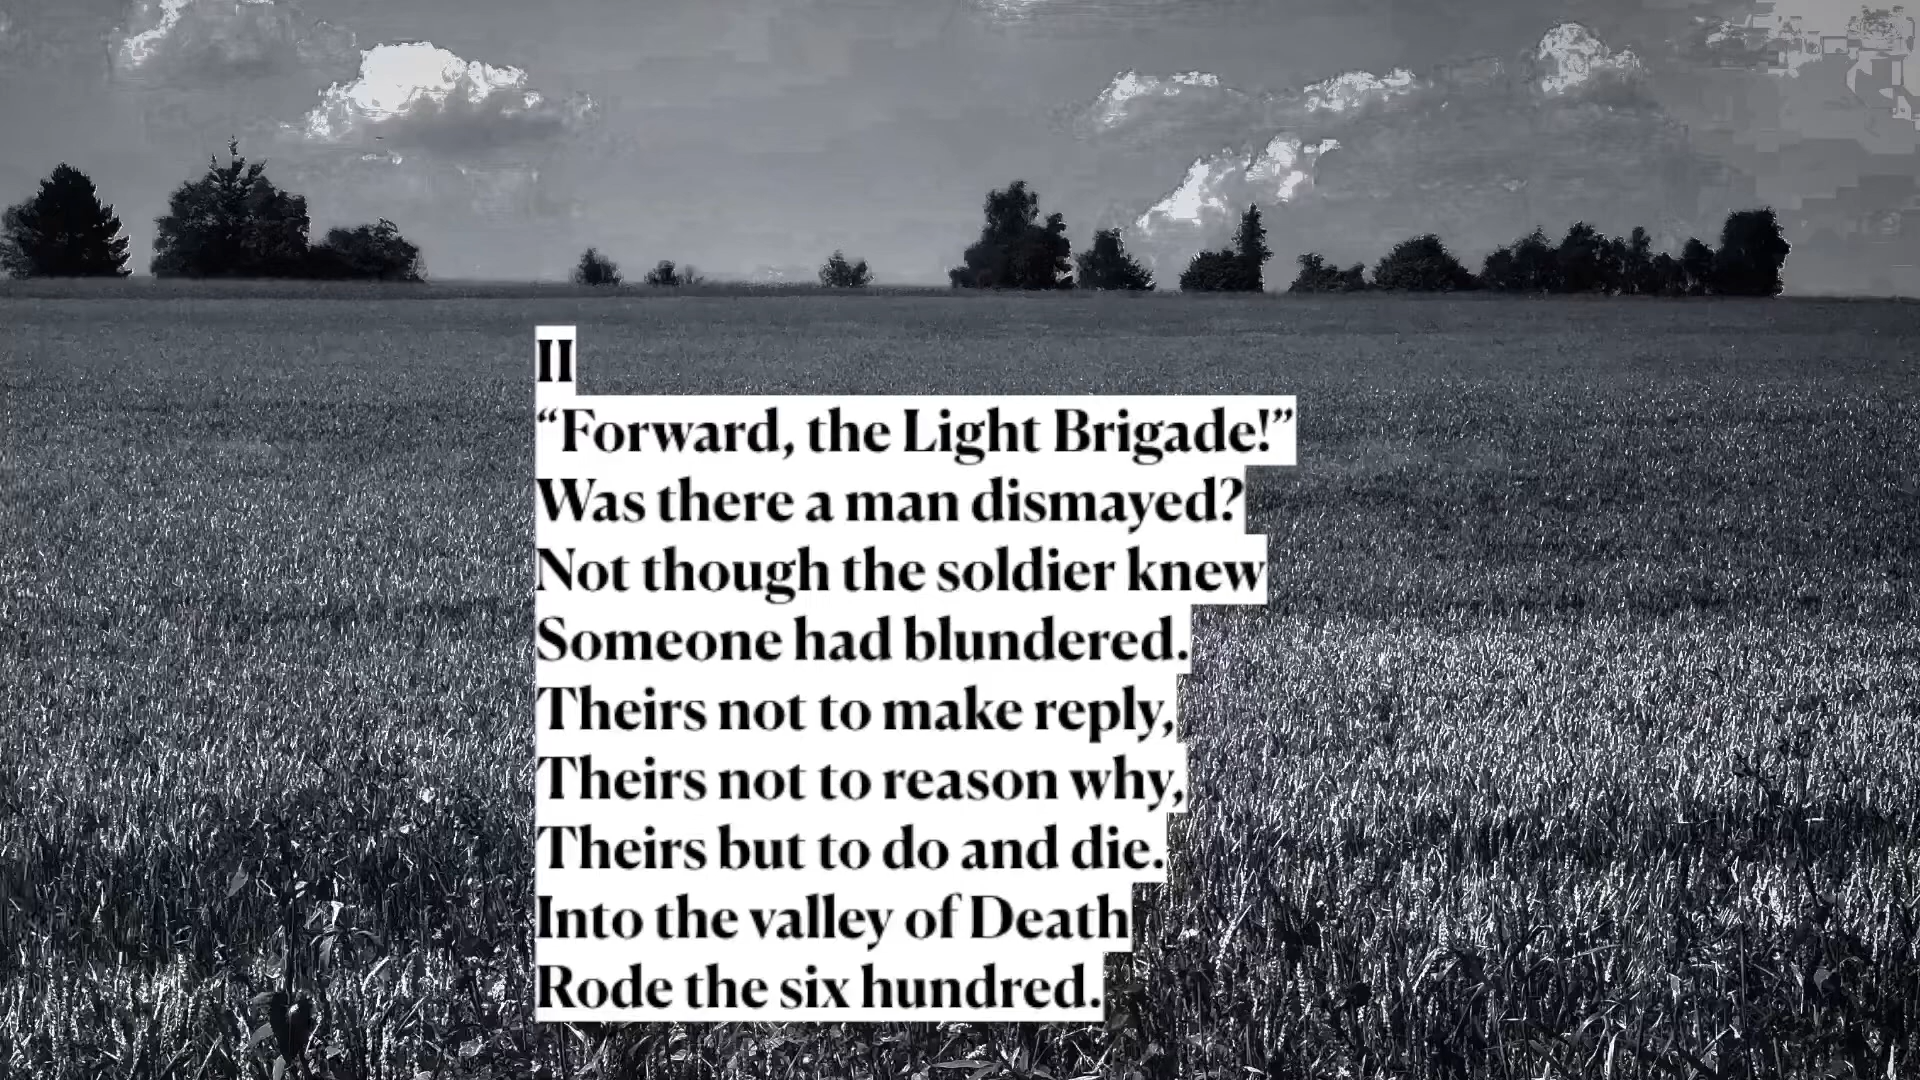 II
“Forward, the Light Brigade!”
Was there a man dismayed?
Not though the soldier knew
Someone had blundered.
Theirs not to make reply,
Theirs not to reason why,
Theirs but to do and die.
Into the valley of Death
Rode the six hundred.